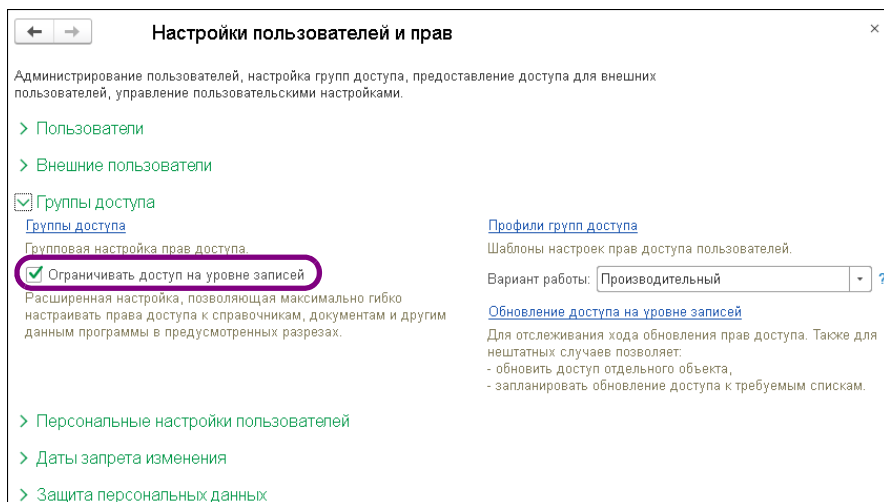 Настройки пользователей и прав
Администрирование пользователей, настройка групп доступа, предоставление доступа для внешних
пользователей, управление пользовательскими настройками.
Пользователи
Внешние пользователи
Группы доступа
Группы доступа
Групповая настройка прав доступа.
Ограничивать доступ на уровне записей
Расширенная настройка, позволяющая максимально гибко
настраивать права доступа к справочникам, документам и другим
данным программы в предусмотренных разрезах.
Профили групп доступа
Шаблоны настроек прав доступа пользователей.
Вариант работы: Производительный ?
Обновление доступа на уровне записей
Для отслеживания хода обновления прав доступа. Также для
нештатных случаев позволяет:
- обновить доступ отдельного объекта,
- запланировать обновление доступа к требуемым спискам.
Персональные настройки пользователей
Даты запрета изменения
Защита персональных данных